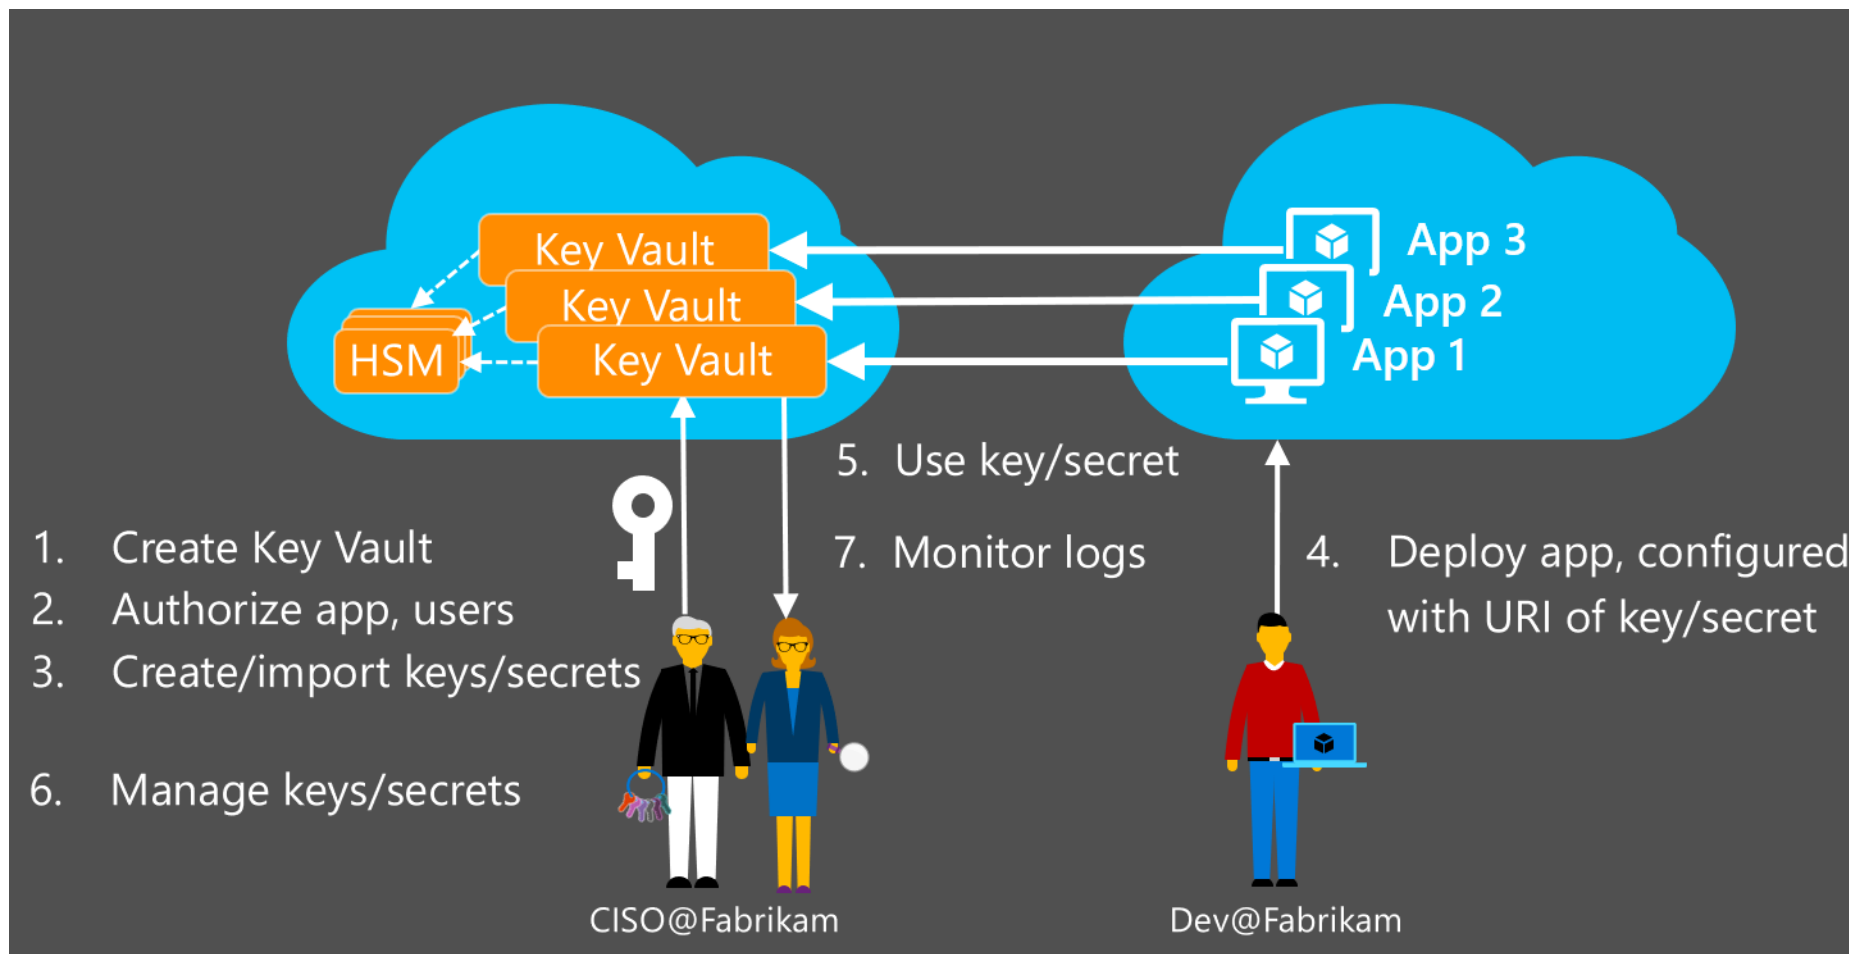 Key Vault
Key Vault
Key Vault
HSM
App 3
App 2
App 1
5. Use key/secret
7. Monitor logs
1. Create Key Vault
2. Authorize app, users
3. Create/import keys/secrets
6. Manage keys/secrets
4. Deploy app, configured
with URI of key/secret
CISO@Fabrikam
Dev@Fabrikam